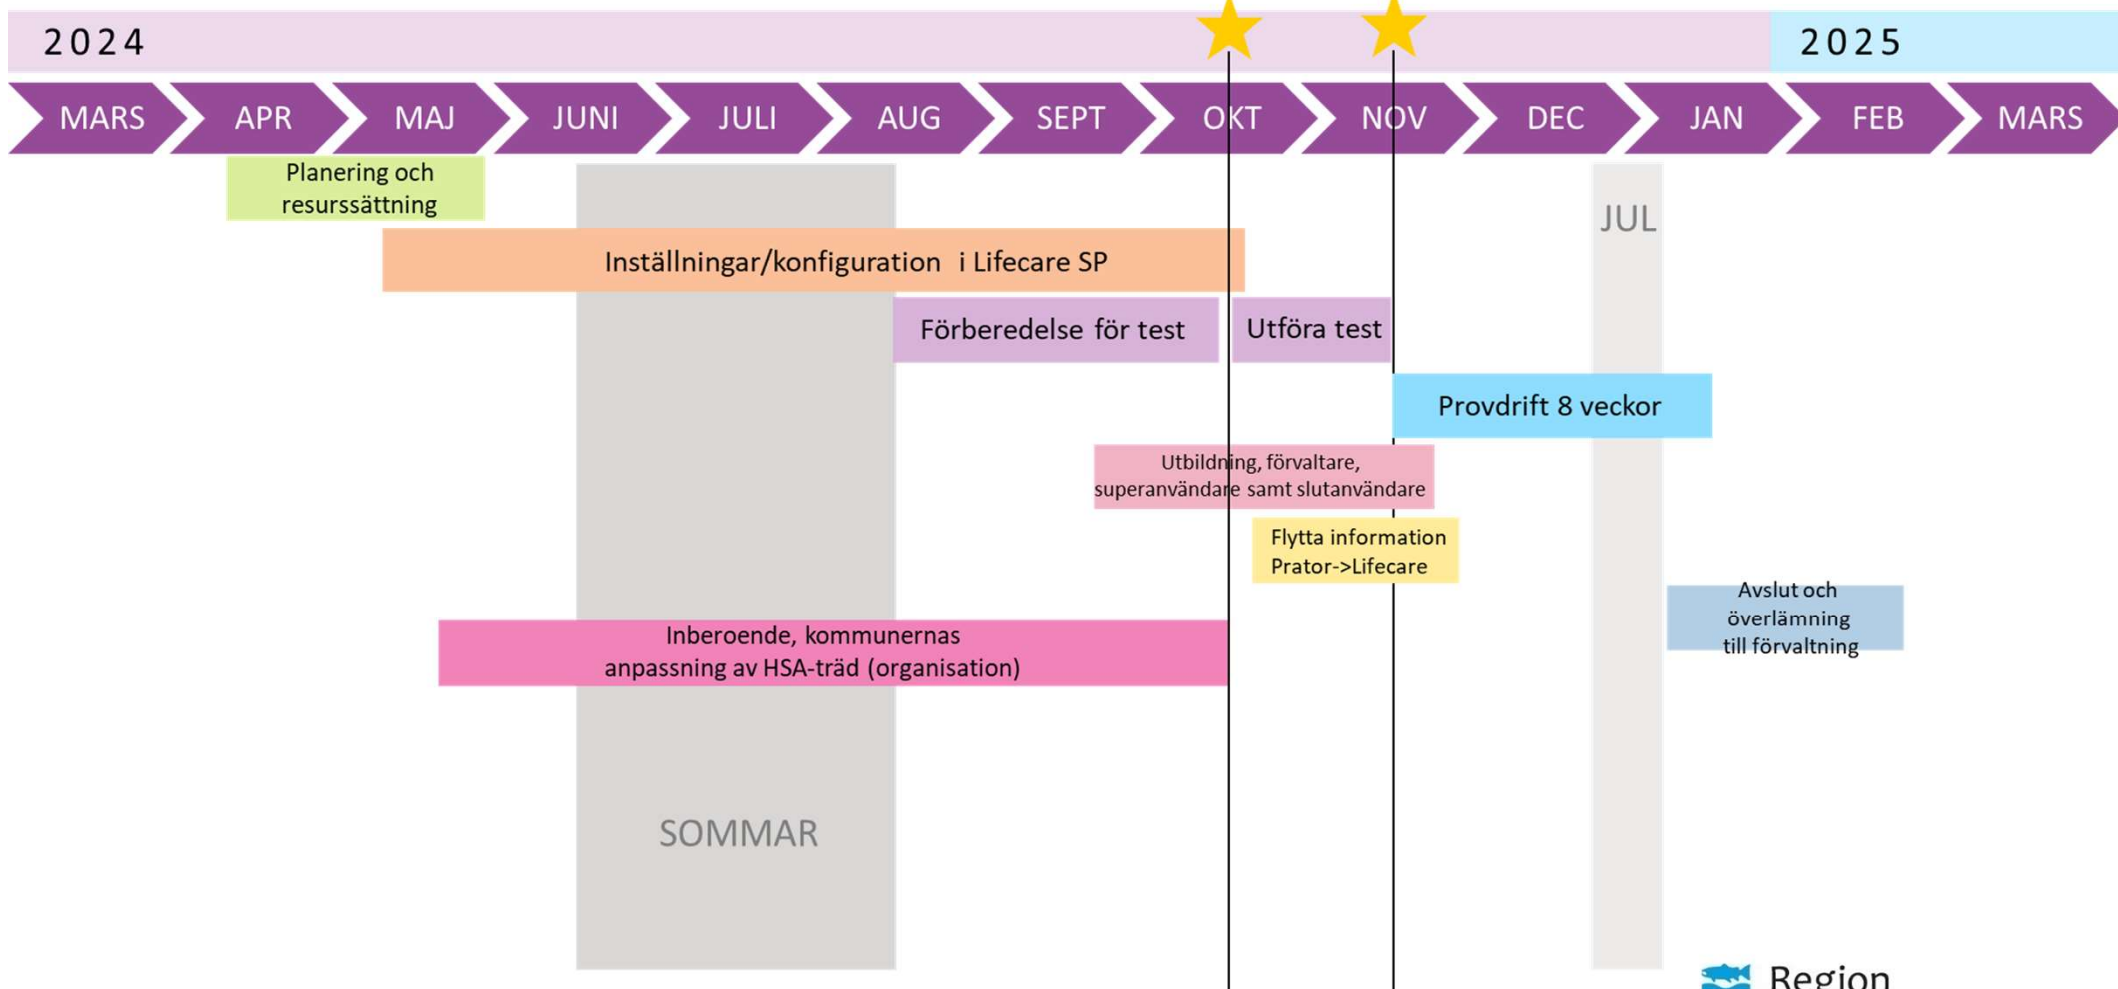 2024
2025
MARS
APR
MAJ
JUNI
JULI
AUG
SEPT
OKT
NOV
DEC
JAN
FEB
MARS
Planering och
resurssättning
JUL
Inställningar/konfiguration i Lifecare SP
Förberedelse för test
Utföra test
Provdrift 8 veckor
Utbildning, förvaltare,
superanvändare samt slutanvändare
Flytta information
Prator->Lifecare
Avslut och
överlämning
till förvaltning
Inberoende, kommunernas
anpassning av HSA-träd (organisation)
SOMMAR
Region